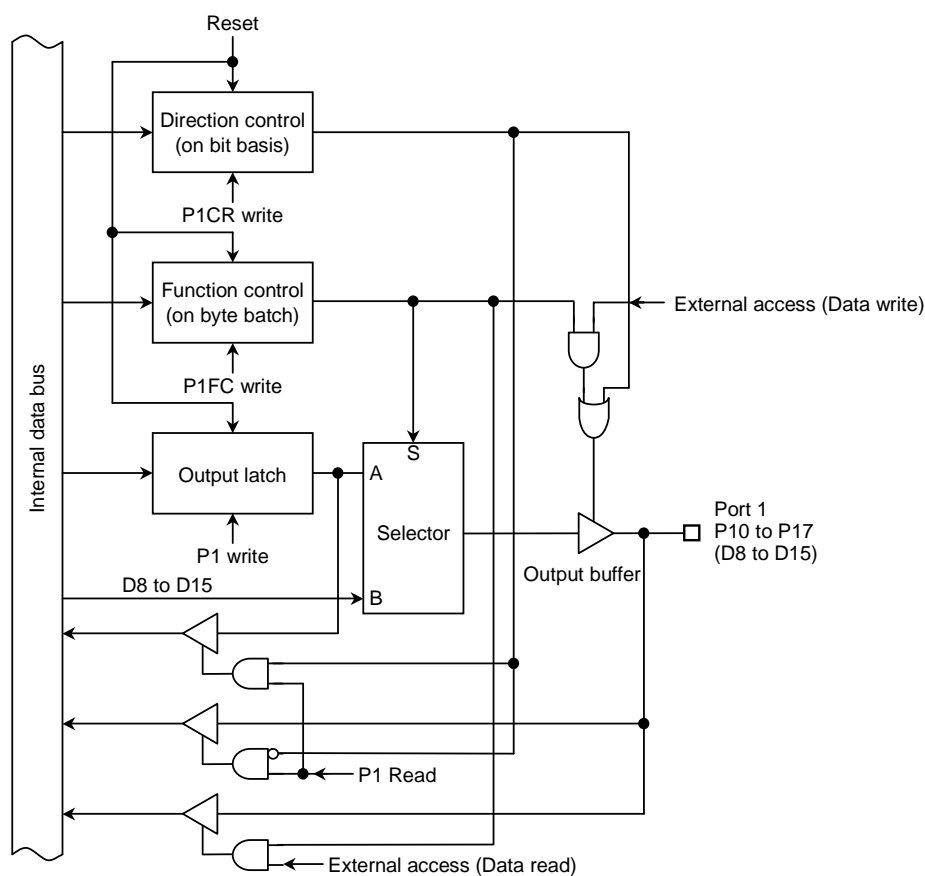 Reset
Direction control
(on bit basis)
P1CR write
Function control
(on byte batch)
External access (Data write)
P1FC write
Internal data bus
S
A
Output latch
Selector
Port 1
P10 to P17
(D8 to D15)
P1 write
Output buffer
D8 to D15
B
P1 Read
External access (Data read)